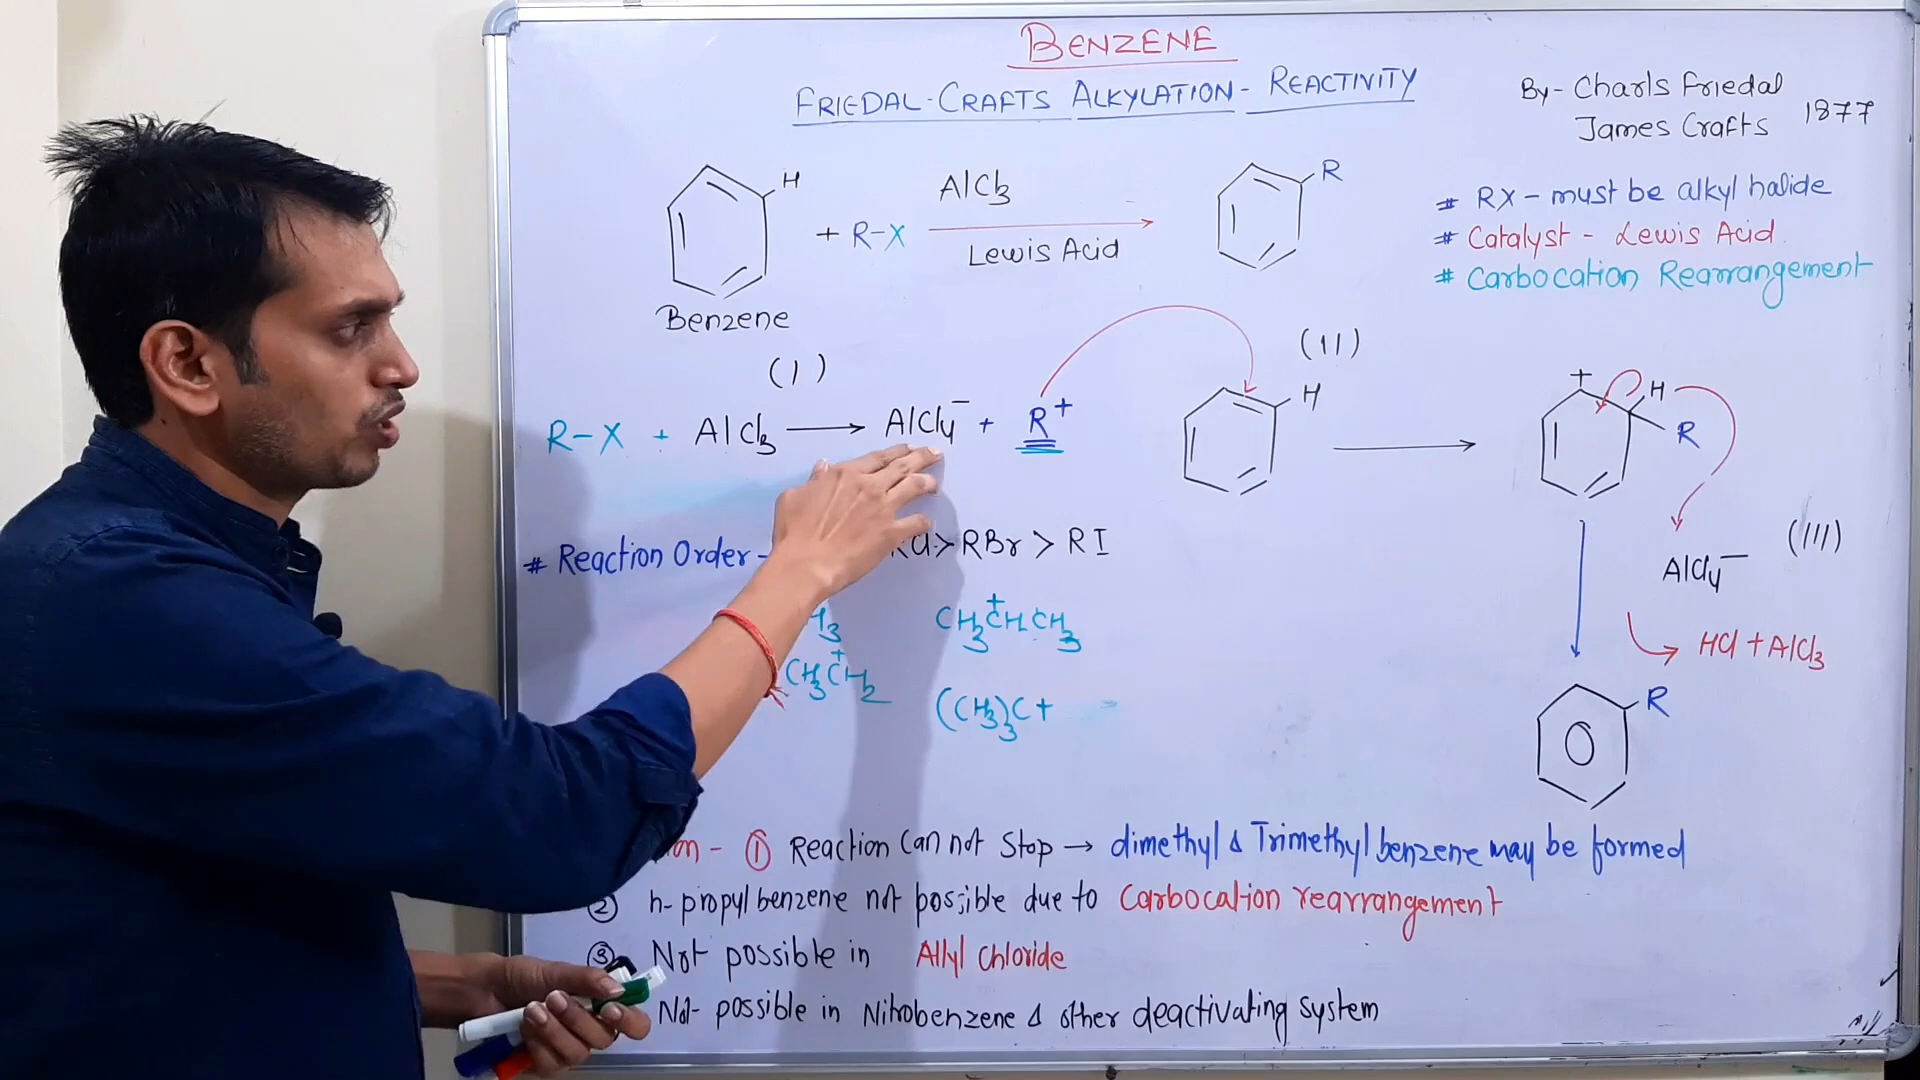 BENZENE
FRIEDAL-CRAFTS ALKYLATION - REACTIVITY
By - Charls Friedal
James Crafts 1877
H
+ R-X
AlCl3
Lewis Acid
R
Benzene
# RX - must be alkyl halide
# Catalyst - Lewis Acid
# Carbocation Rearrangement
(I)
R-X + AlCl3 → AlCl4⁻ + R⁺
(II)
H
+
H
R
AlCl4⁻
(III)
HCl + AlCl3
R
# Reaction Order - RCl > RBr > RI
CH3C⁺HCH3
CH3C⁺H2
(CH3)3C+
① Reaction Can not Stop → dimethyl & Trimethyl benzene may be formed
② n-propyl benzene not possible due to Carbocation rearrangement
③ Not possible in Allyl Chloride
Not possible in Nitrobenzene & other deactivating system